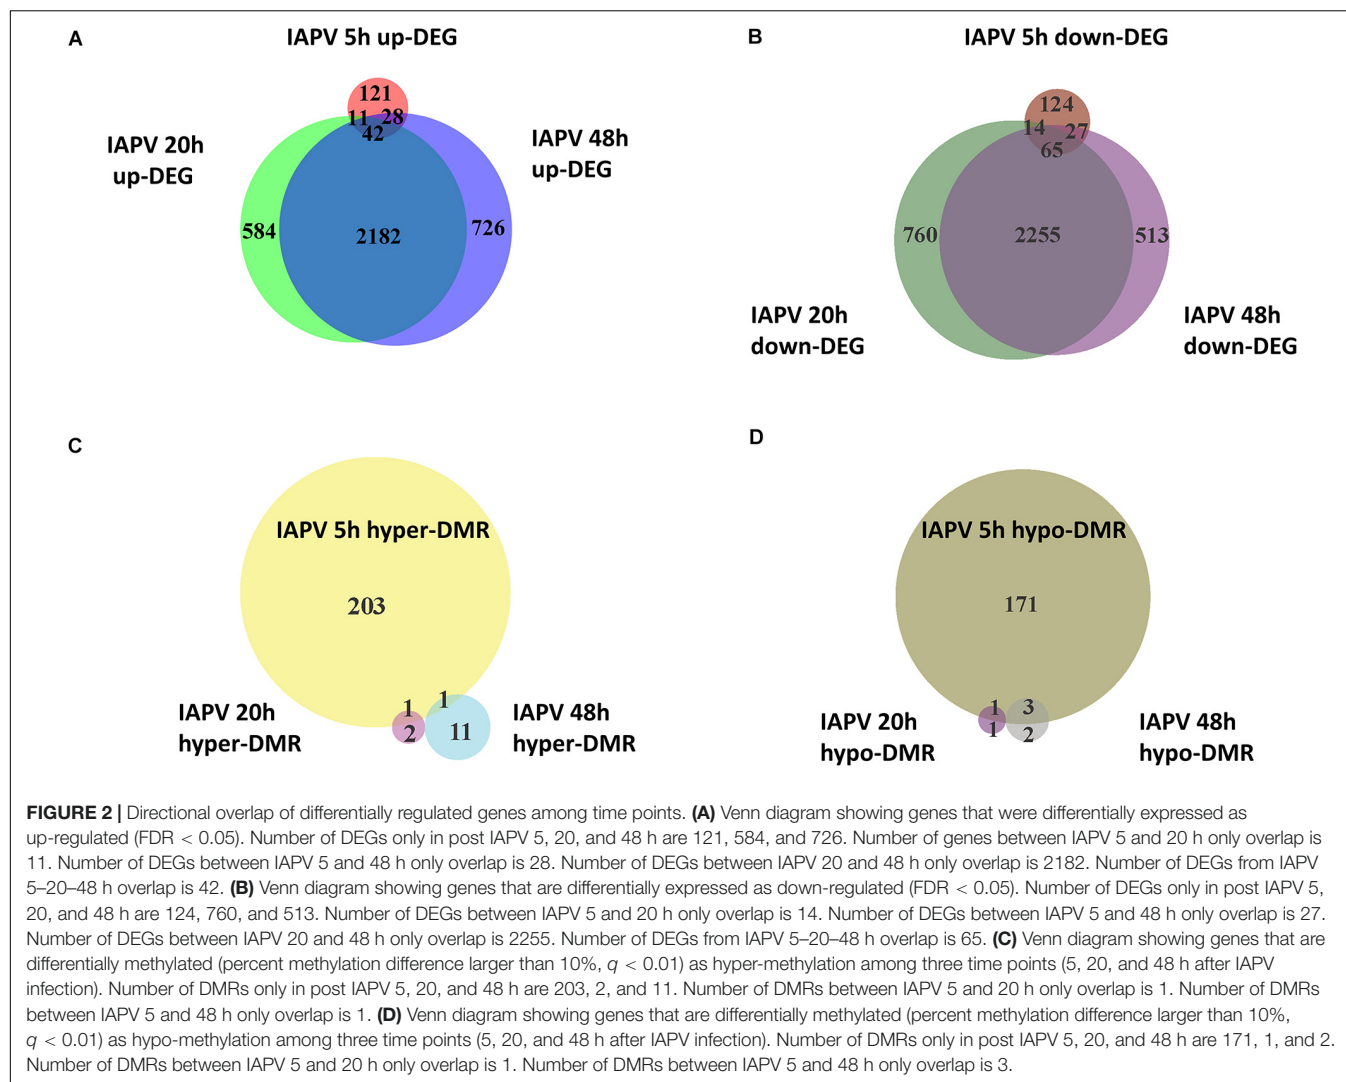 A
IAPV 5h up-DEG
121
11 28
42
IAPV 20h
up-DEG
IAPV 48h
up-DEG
584
2182
726
B
IAPV 5h down-DEG
124
14 27
65
760
2255
513
IAPV 20h
down-DEG
IAPV 48h
down-DEG
C
IAPV 5h hyper-DMR
203
IAPV 20h
hyper-DMR
1
2
1
11
IAPV 48h
hyper-DMR
D
IAPV 5h hypo-DMR
171
IAPV 20h
hypo-DMR
1
1
3
2
IAPV 48h
hypo-DMR
FIGURE 2 | Directional overlap of differentially regulated genes among time points. (A) Venn diagram showing genes that were differentially expressed as
up-regulated (FDR < 0.05). Number of DEGs only in post IAPV 5, 20, and 48 h are 121, 584, and 726. Number of genes between IAPV 5 and 20 h only overlap is
11. Number of DEGs between IAPV 5 and 48 h only overlap is 28. Number of DEGs between IAPV 20 and 48 h only overlap is 2182. Number of DEGs from IAPV
5–20–48 h overlap is 42. (B) Venn diagram showing genes that are differentially expressed as down-regulated (FDR < 0.05). Number of DEGs only in post IAPV 5,
20, and 48 h are 124, 760, and 513. Number of DEGs between IAPV 5 and 20 h only overlap is 14. Number of DEGs between IAPV 5 and 48 h only overlap is 27.
Number of DEGs between IAPV 20 and 48 h only overlap is 2255. Number of DEGs from IAPV 5–20–48 h overlap is 65. (C) Venn diagram showing genes that are
differentially methylated (percent methylation difference larger than 10%, q < 0.01) as hyper-methylation among three time points (5, 20, and 48 h after IAPV
infection). Number of DMRs only in post IAPV 5, 20, and 48 h are 203, 2, and 11. Number of DMRs between IAPV 5 and 20 h only overlap is 1. Number of DMRs
between IAPV 5 and 48 h only overlap is 1. (D) Venn diagram showing genes that are differentially methylated (percent methylation difference larger than 10%,
q < 0.01) as hypo-methylation among three time points (5, 20, and 48 h after IAPV infection). Number of DMRs only in post IAPV 5, 20, and 48 h are 171, 1, and 2.
Number of DMRs between IAPV 5 and 20 h only overlap is 1. Number of DMRs between IAPV 5 and 48 h only overlap is 3.